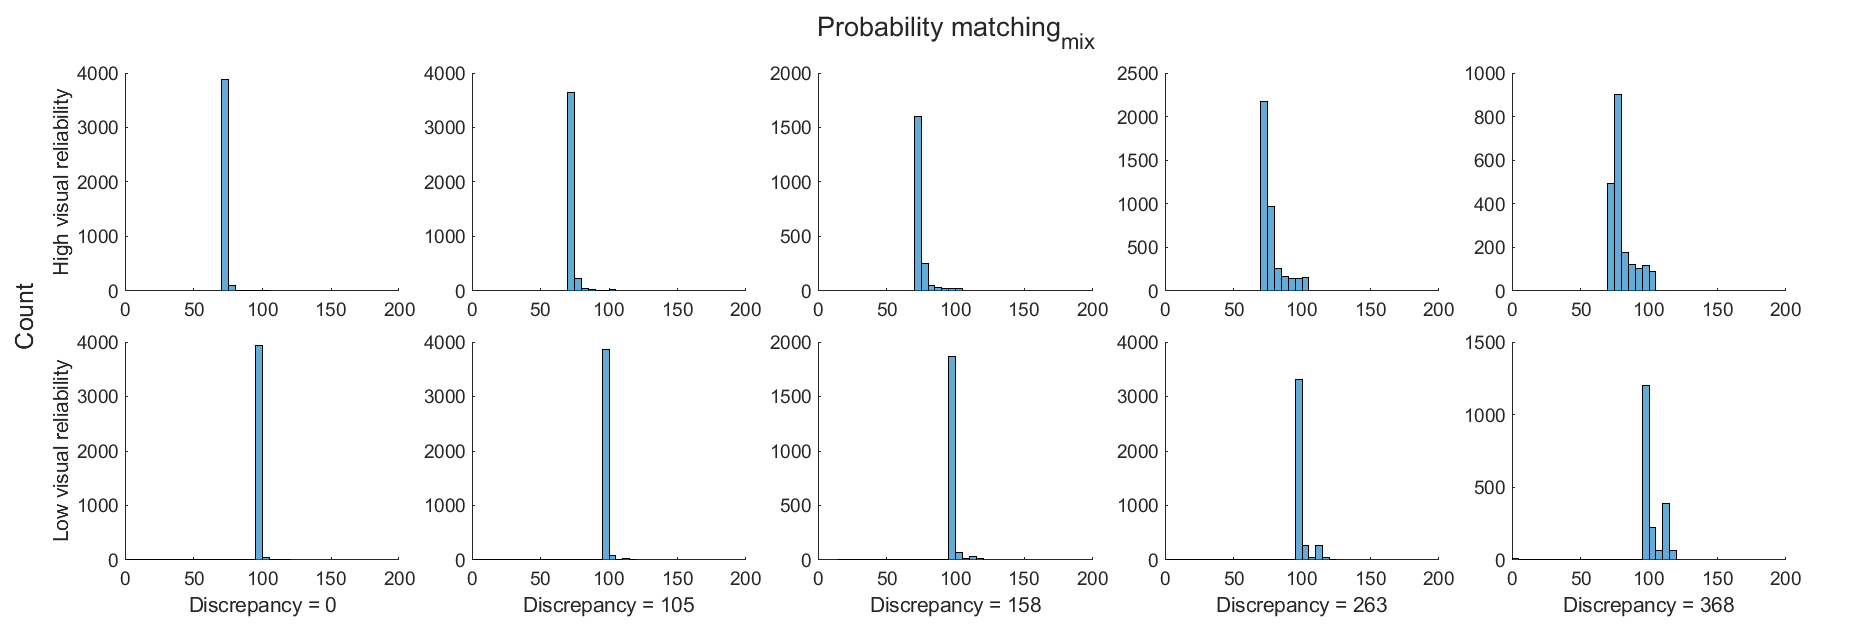 Probability matching_mix
High visual reliability
4000 3000 2000 1000 0
0 50 100 150 200
4000 3000 2000 1000 0
0 50 100 150 200
2000 1500 1000 500 0
0 50 100 150 200
2500 2000 1500 1000 500 0
0 50 100 150 200
1000 800 600 400 200 0
0 50 100 150 200
Count
Low visual reliability
4000 3000 2000 1000 0
0 50 100 150 200
Discrepancy = 0
4000 3000 2000 1000 0
0 50 100 150 200
Discrepancy = 105
2000 1500 1000 500 0
0 50 100 150 200
Discrepancy = 158
4000 3000 2000 1000 0
0 50 100 150 200
Discrepancy = 263
1500 1000 500 0
0 50 100 150 200
Discrepancy = 368